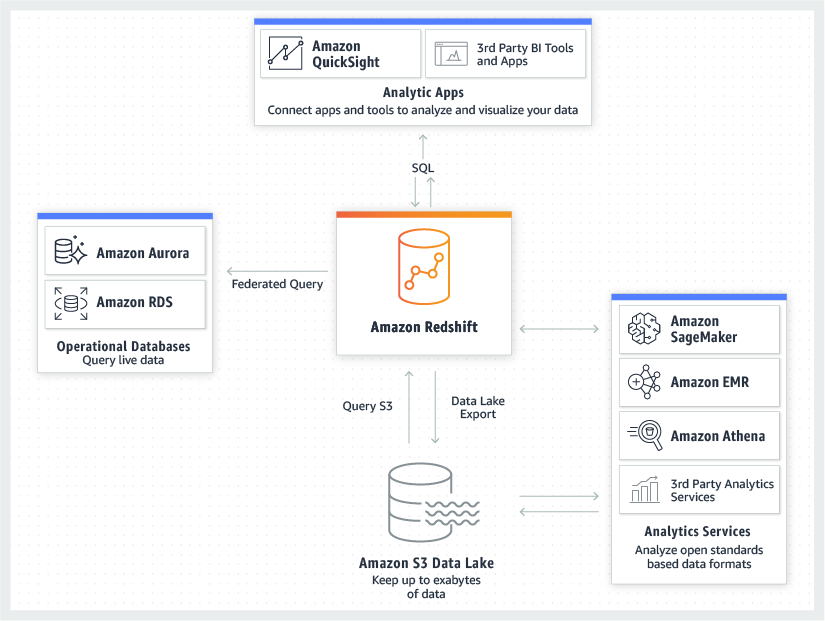 Amazon
QuickSight
3rd Party BI Tools
and Apps
Analytic Apps
Connect apps and tools to analyze and visualize your data
SQL
Amazon Aurora
Amazon RDS
Operational Databases
Query live data
Federated Query
Amazon Redshift
Amazon
SageMaker
Amazon EMR
Amazon Athena
3rd Party Analytics
Services
Analytics Services
Analyze open standards
based data formats
Query S3
Data Lake
Export
Amazon S3 Data Lake
Keep up to exabytes
of data